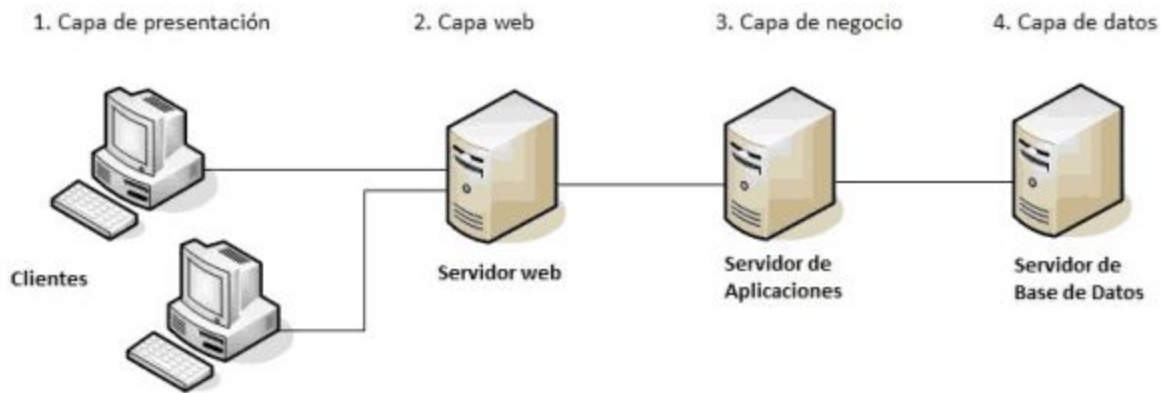 1. Capa de presentación
2. Capa web
3. Capa de negocio
4. Capa de datos
Clientes
Servidor web
Servidor de
Aplicaciones
Servidor de
Base de Datos